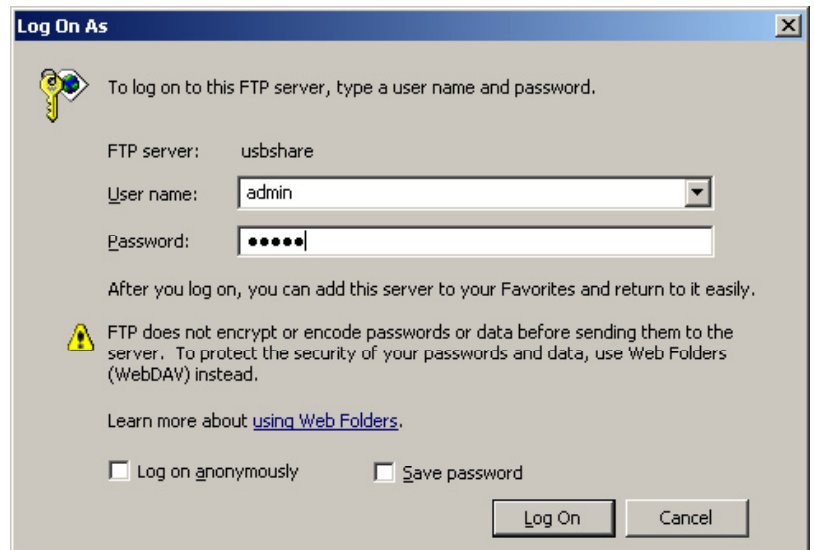 Log On As
To log on to this FTP server, type a user name and password.
FTP server: usbshare
User name: admin
Password: •••••
After you log on, you can add this server to your Favorites and return to it easily.
FTP does not encrypt or encode passwords or data before sending them to the
server. To protect the security of your passwords and data, use Web Folders
(WebDAV) instead.
Learn more about using Web Folders.
Log on anonymously Save password
Log On Cancel